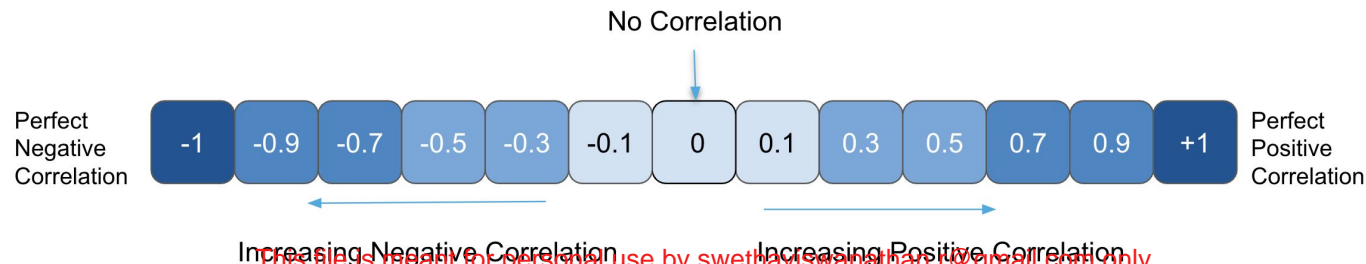 No Correlation
Perfect
Negative
Correlation
-1 -0.9 -0.7 -0.5 -0.3 -0.1 0 0.1 0.3 0.5 0.7 0.9 +1
Perfect
Positive
Correlation
Increasing Negative Correlation Increasing Positive Correlation
This file is meant for personal use by only